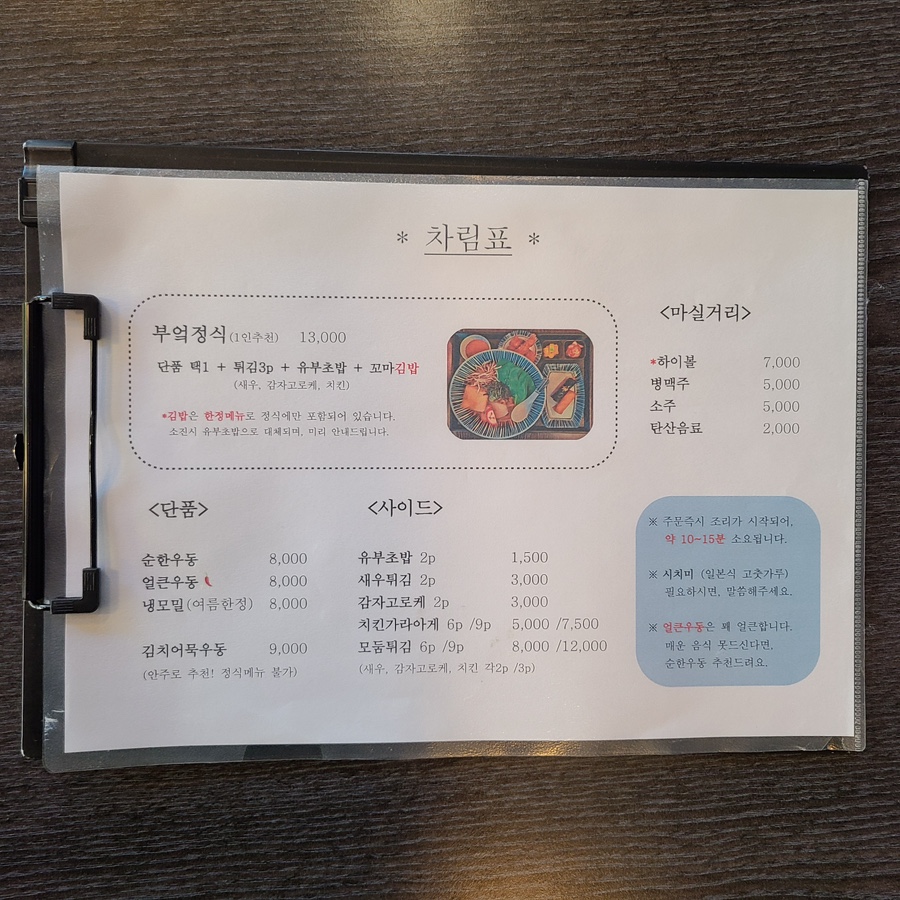 * 차림표 *
부엌정식(1인추천) 13,000
단품 택1 + 튀김3p + 유부초밥 + 꼬마김밥
(새우, 감자고로케, 치킨)
*김밥은 한정메뉴로 정식에만 포함되어 있습니다.
소진시 유부초밥으로 대체되며, 미리 안내드립니다.
<마실거리>
*하이볼 7,000
병맥주 5,000
소주 5,000
탄산음료 2,000
<단품>
순한우동 8,000
얼큰우동 8,000
냉모밀(여름한정) 8,000
김치어묵우동 9,000
(안주로 추천! 정식메뉴 불가)
<사이드>
유부초밥 2p 1,500
새우튀김 2p 3,000
감자고로케 2p 3,000
치킨가라아게 6p /9p 5,000 /7,500
모둠튀김 6p /9p 8,000 /12,000
(새우, 감자고로케, 치킨 각2p /3p)
※ 주문즉시 조리가 시작되어,
약 10~15분 소요됩니다.
※ 시치미 (일본식 고춧가루)
필요하시면, 말씀해주세요.
※ 얼큰우동은 꽤 얼큰합니다.
매운 음식 못드신다면,
순한우동 추천드려요.